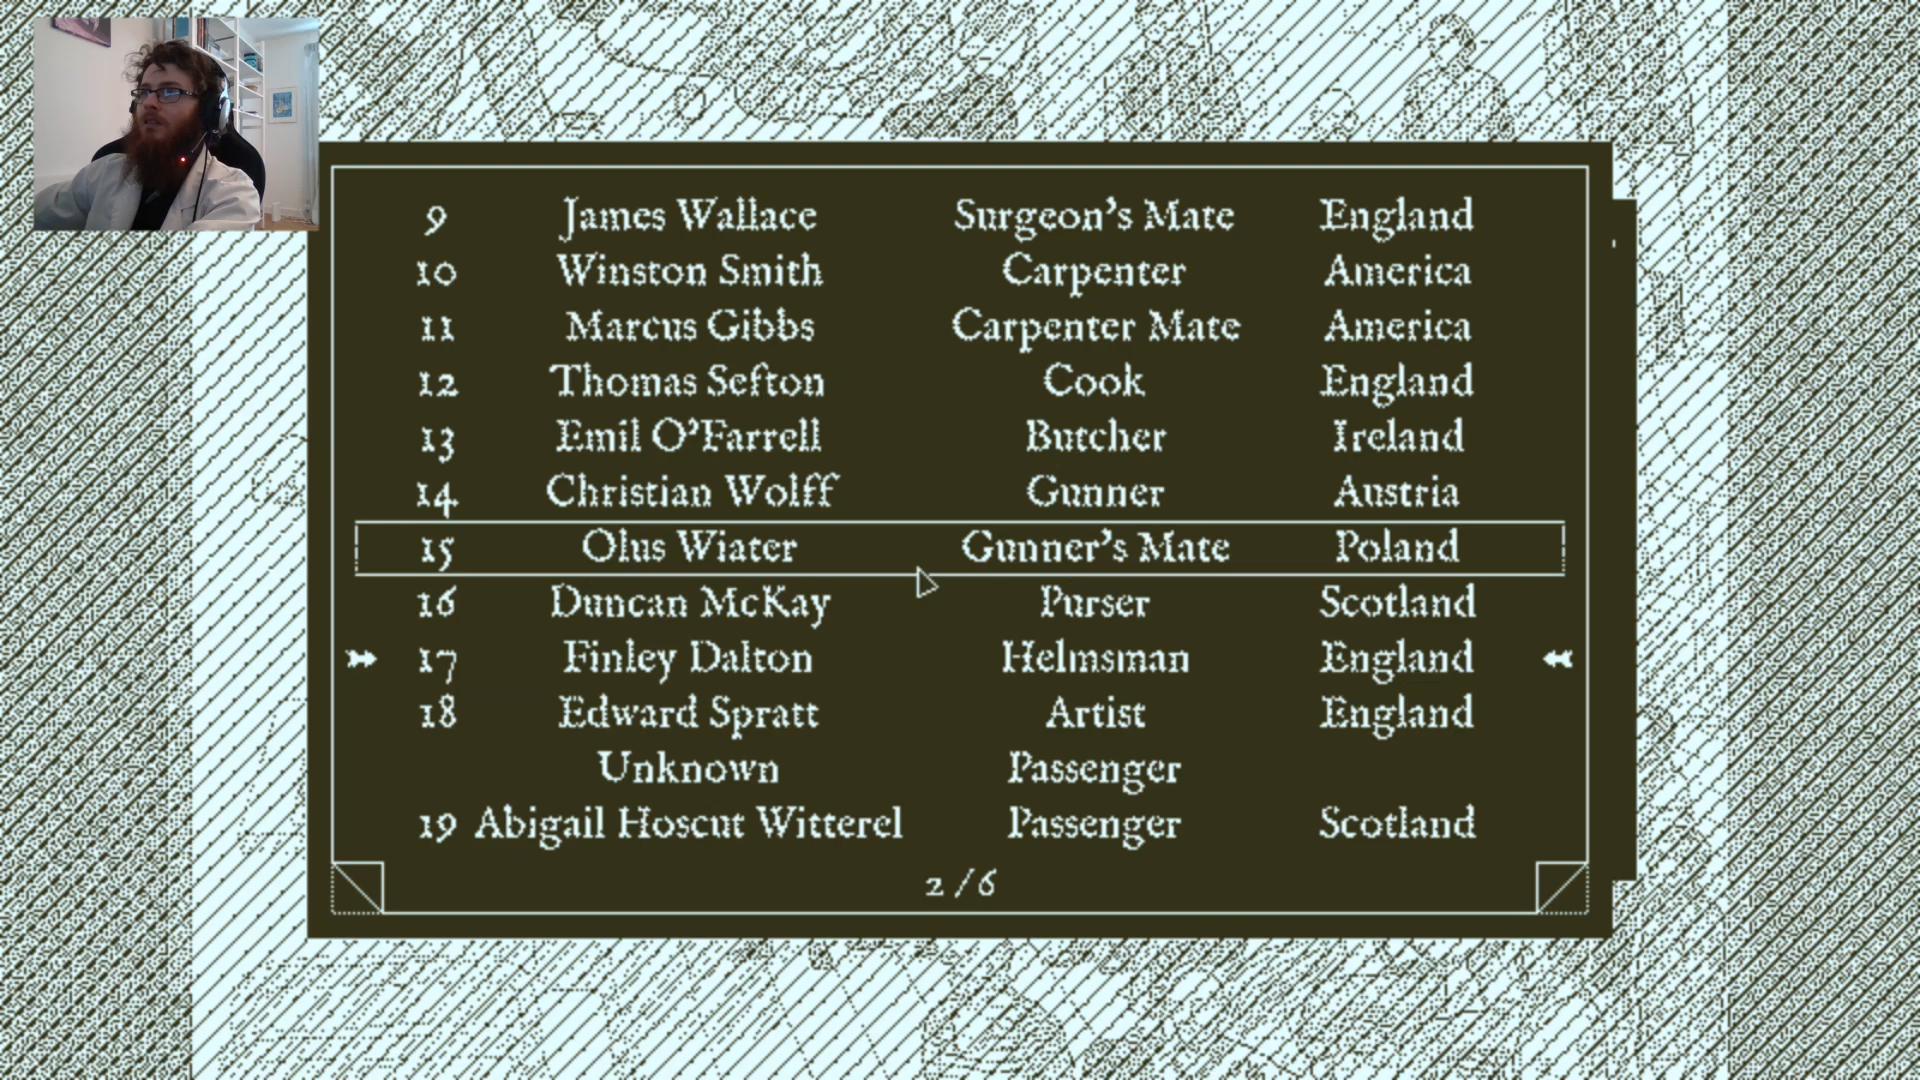 9 James Wallace Surgeon's Mate England
10 Winston Smith Carpenter America
11 Marcus Gibbs Carpenter Mate America
12 Thomas Sefton Cook England
13 Emil O'Farrell Butcher Ireland
14 Christian Wolff Gunner Austria
15 Olus Wiater Gunner's Mate Poland
16 Duncan McKay Purser Scotland
17 Finley Dalton Helmsman England
18 Edward Spratt Artist England
Unknown Passenger
19 Abigail Hoscut Witterel Passenger Scotland
2 / 6